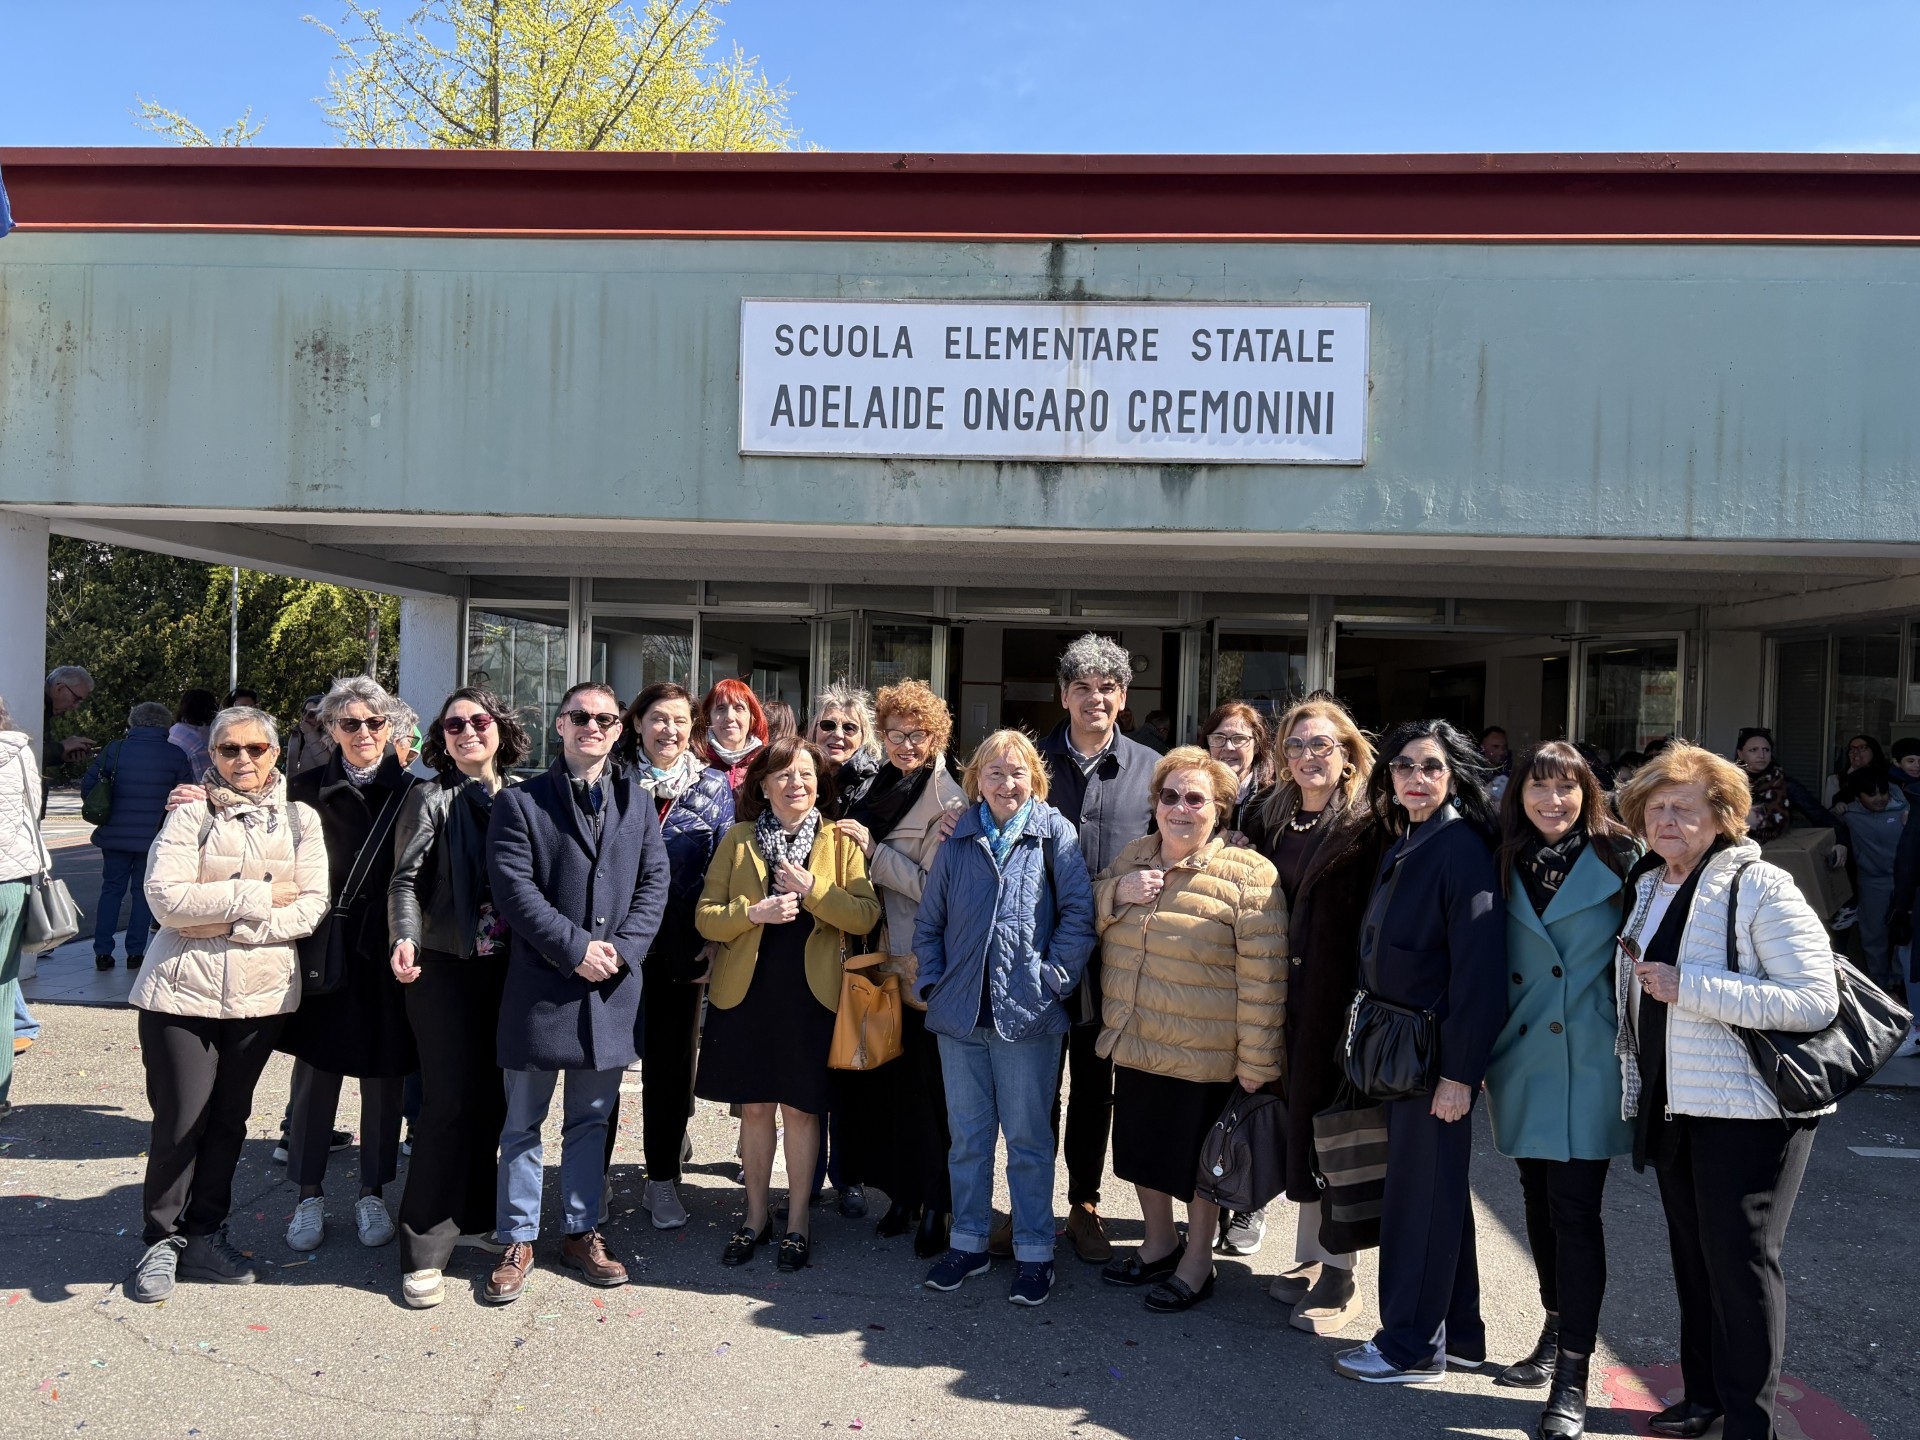 SCUOLA ELEMENTARE STATALE
ADELAIDE ONGARO CREMONINI